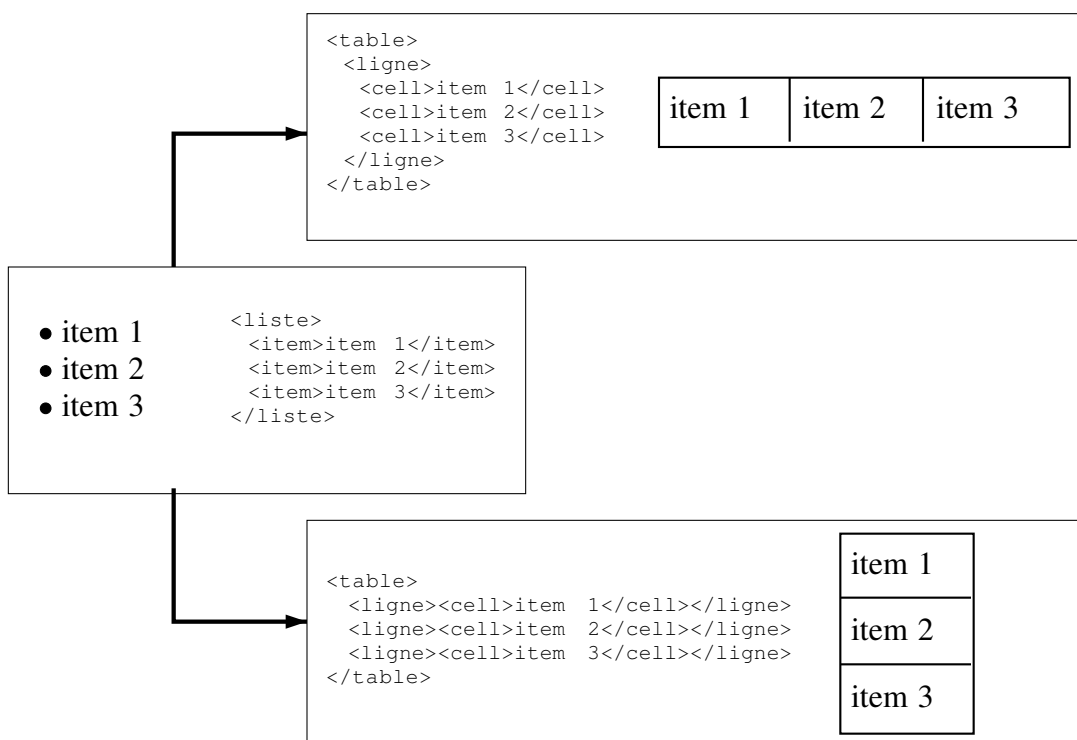 <table>
<ligne>
<cell>item 1</cell>
<cell>item 2</cell>
<cell>item 3</cell>
</ligne>
</table>
item 1 item 2 item 3
• item 1
• item 2
• item 3
<liste>
<item>item 1</item>
<item>item 2</item>
<item>item 3</item>
</liste>
<table>
<ligne><cell>item 1</cell></ligne>
<ligne><cell>item 2</cell></ligne>
<ligne><cell>item 3</cell></ligne>
</table>
item 1
item 2
item 3